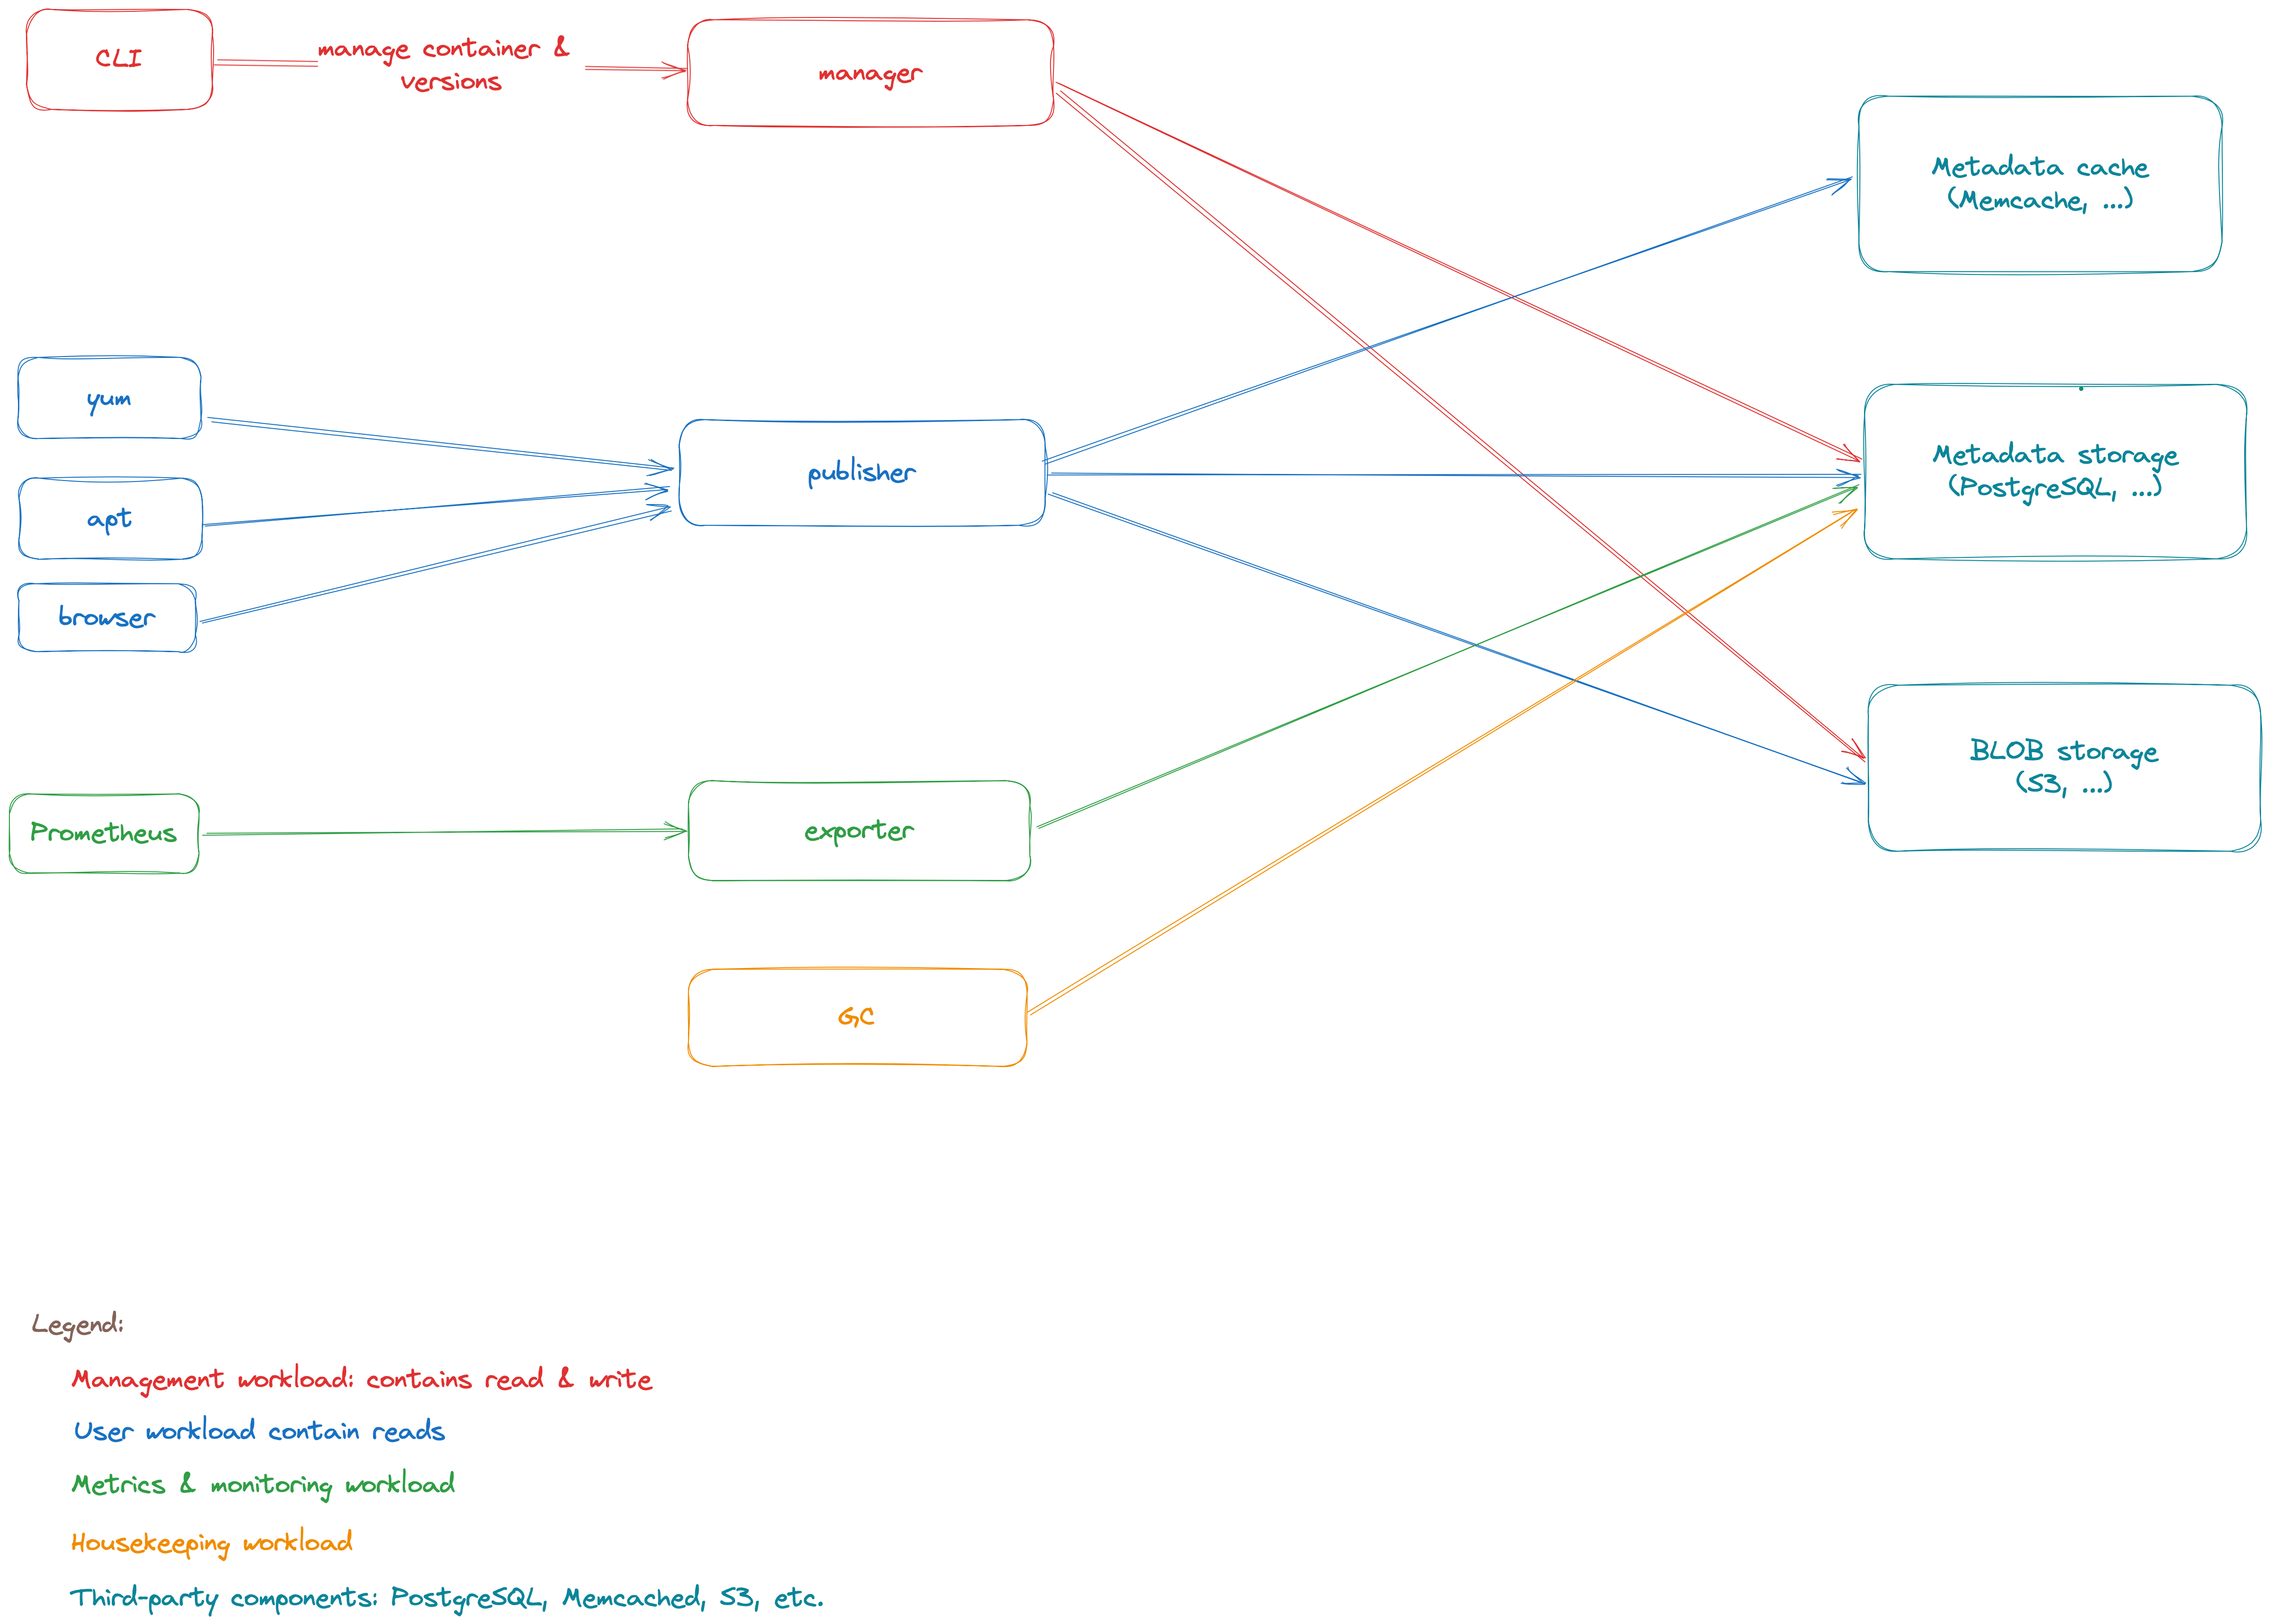 CLI
manage container &
versions
manager
Metadata cache
(Memcache, ...)
yum
apt
browser
publisher
Metadata storage
(PostgreSQL, ...)
BLOB storage
(S3, ...)
Prometheus
exporter
GC
Legend:
Management workload: contains read & write
User workload contain reads
Metrics & monitoring workload
Housekeeping workload
Third-party components: PostgreSQL, Memcached, S3, etc.